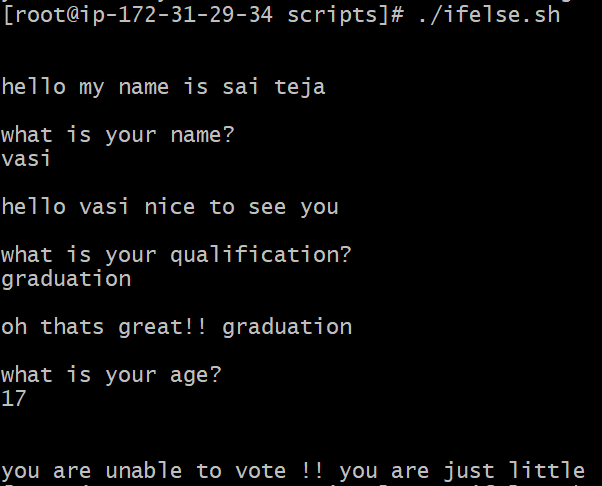 [root@ip-172-31-29-34 scripts]# ./ifelse.sh
hello my name is sai teja
what is your name?
vasi
hello vasi nice to see you
what is your qualification?
graduation
oh thats great!! graduation
what is your age?
17
you are unable to vote !! you are just little